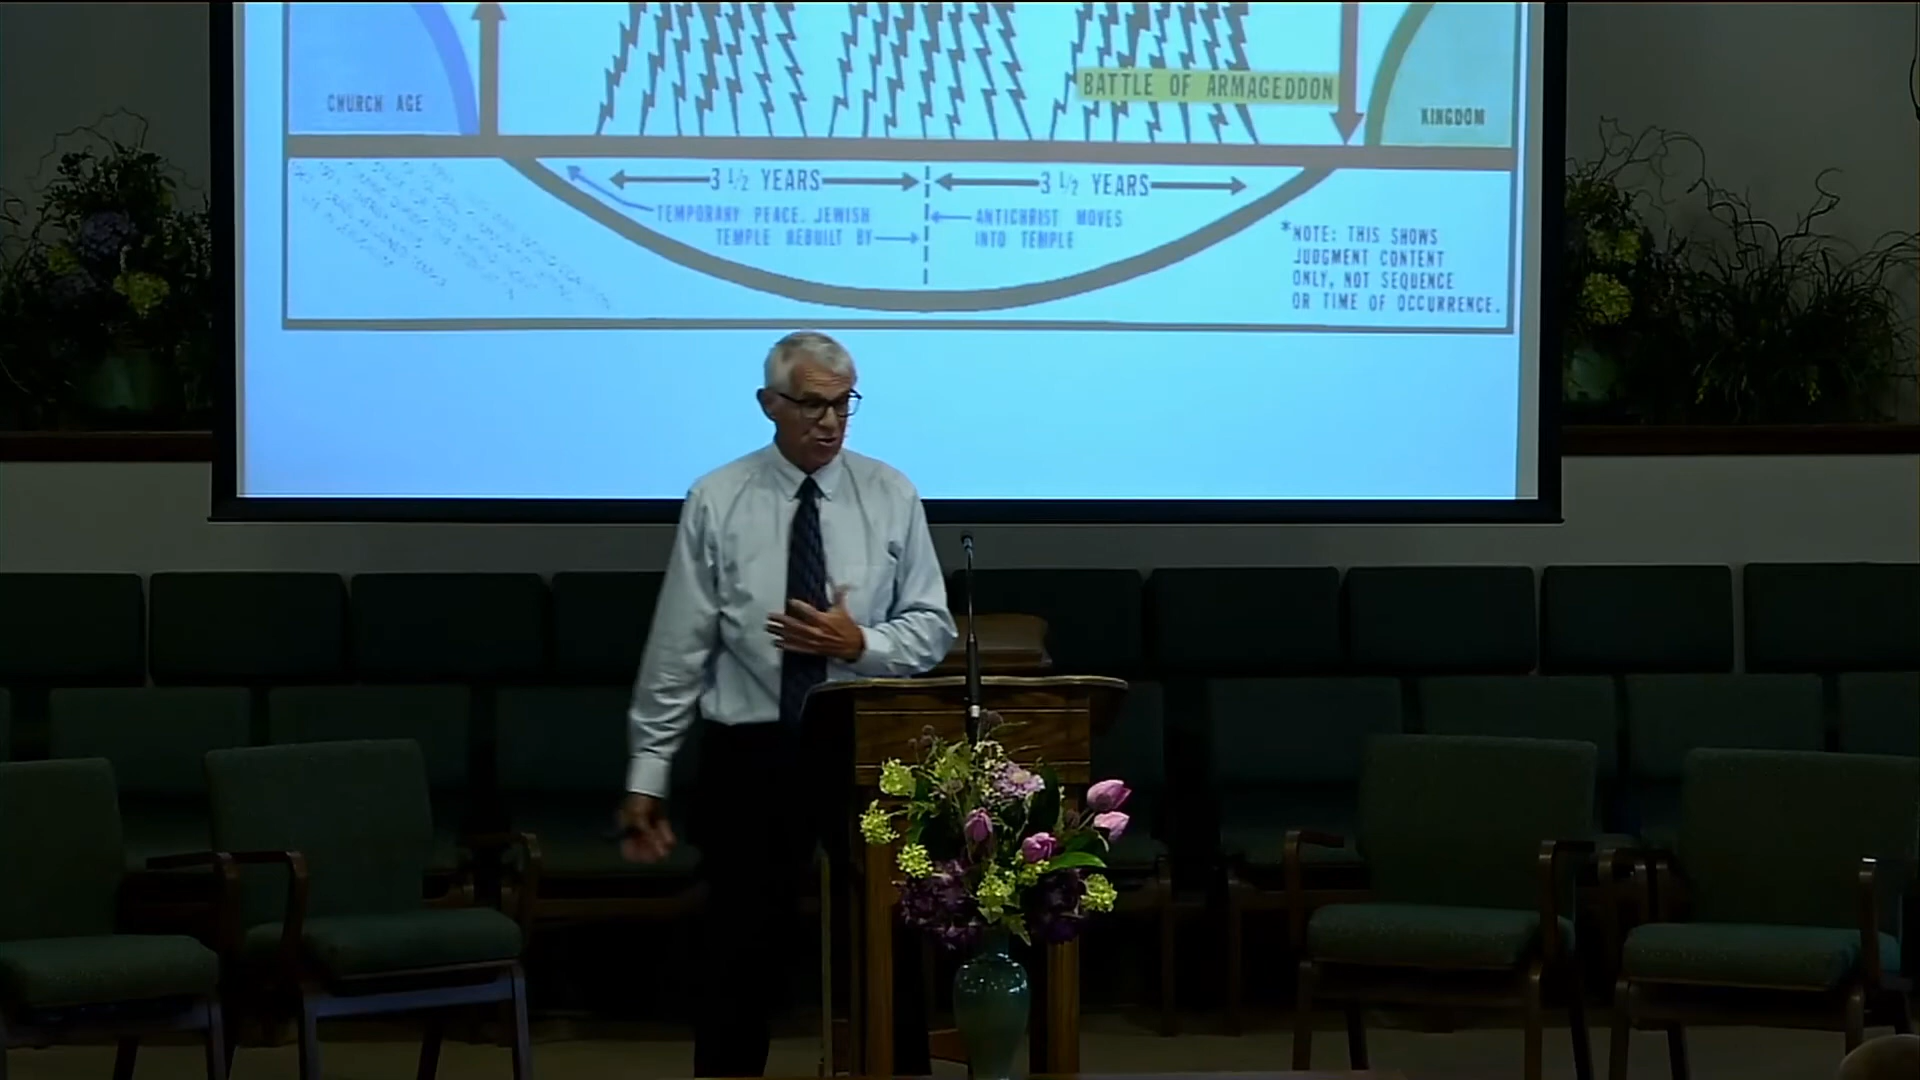 BATTLE OF ARMAGEDDON
CHURCH AGE
KINGDOM
3 1/2 YEARS
3 1/2 YEARS
TEMPORARY PEACE. JEWISH
TEMPLE REBUILT BY
ANTICHRIST MOVES
INTO TEMPLE
*NOTE: THIS SHOWS
JUDGMENT CONTENT
ONLY, NOT SEQUENCE
OR TIME OF OCCURRENCE.